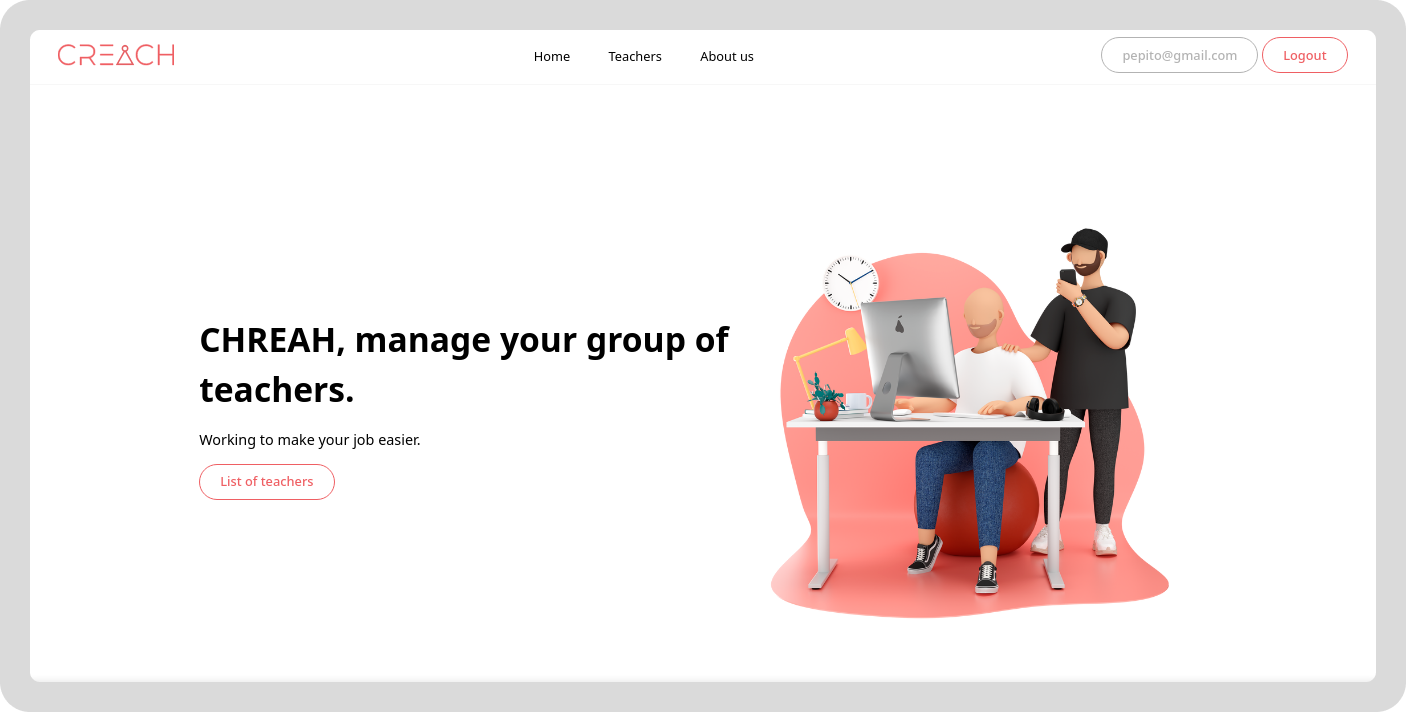 CREACH
Home
Teachers
About us
pepito@gmail.com
Logout
CHREAH, manage your group of
teachers.
Working to make your job easier.
List of teachers